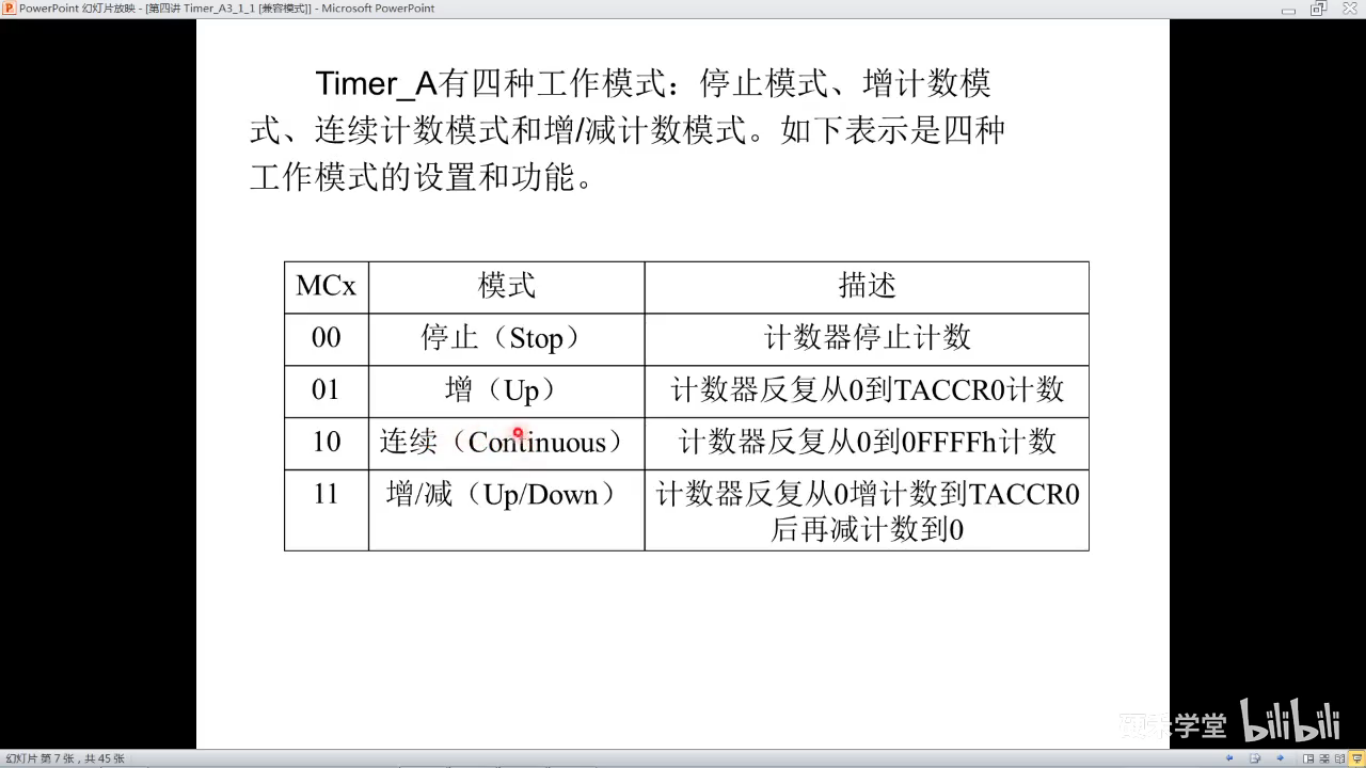 PowerPoint 幻灯片放映 - [第四讲 Timer_A3_1_1 [兼容模式]] - Microsoft PowerPoint
Timer_A有四种工作模式：停止模式、增计数模
式、连续计数模式和增/减计数模式。如下表示是四种
工作模式的设置和功能。
MCx 模式 描述
00 停止（Stop） 计数器停止计数
01 增（Up） 计数器反复从0到TACCR0计数
10 连续（Continuous） 计数器反复从0到0FFFFh计数
11 增/减（Up/Down） 计数器反复从0增计数到TACCR0
后再减计数到0
学堂 bilibili
幻灯片 第 7 张，共 45 张